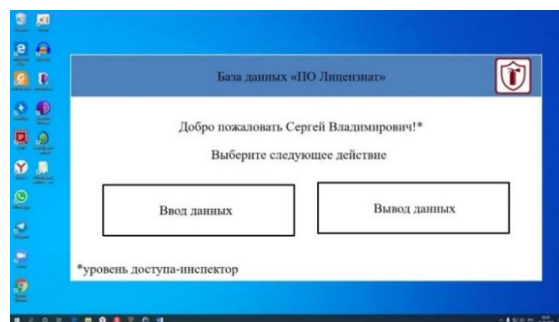 База данных «ПО Лицензиат»
Добро пожаловать Сергей Владимирович!*
Выберите следующее действие
Ввод данных
Вывод данных
*уровень доступа-инспектор